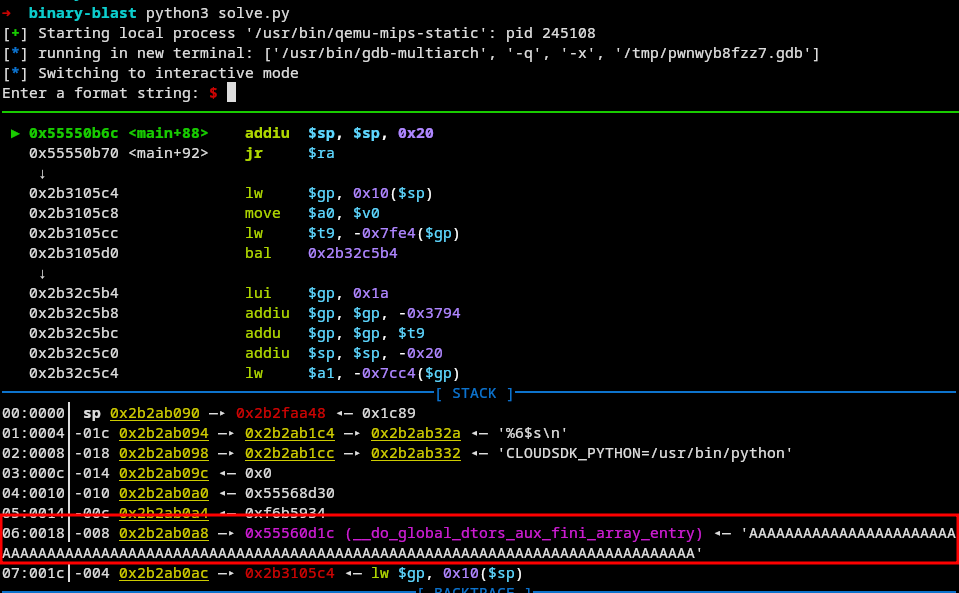 → binary-blast python3 solve.py
[+] Starting local process '/usr/bin/qemu-mips-static': pid 245108
[*] running in new terminal: ['/usr/bin/gdb-multiarch', '-q', '-x', '/tmp/pwnwyb8fzz7.gdb']
[*] Switching to interactive mode
Enter a format string: $
► 0x55550b6c <main+88> addiu $sp, $sp, 0x20
0x55550b70 <main+92> jr $ra
↓
0x2b3105c4 lw $gp, 0x10($sp)
0x2b3105c8 move $a0, $v0
0x2b3105cc lw $t9, -0x7fe4($gp)
0x2b3105d0 bal 0x2b32c5b4
↓
0x2b32c5b4 lui $gp, 0x1a
0x2b32c5b8 addiu $gp, $gp, -0x3794
0x2b32c5bc addu $gp, $gp, $t9
0x2b32c5c0 addiu $sp, $sp, -0x20
0x2b32c5c4 lw $a1, -0x7cc4($gp)
[ STACK ]
00:0000│ sp 0x2b2ab090 —▸ 0x2b2faa48 ◂— 0x1c89
01:0004│-01c 0x2b2ab094 —▸ 0x2b2ab1c4 —▸ 0x2b2ab32a ◂— '%6$s\n'
02:0008│-018 0x2b2ab098 —▸ 0x2b2ab1cc —▸ 0x2b2ab332 ◂— 'CLOUDSDK_PYTHON=/usr/bin/python'
03:000c│-014 0x2b2ab09c ◂— 0x0
04:0010│-010 0x2b2ab0a0 ◂— 0x55568d30
05:0014│-00c 0x2b2ab0a4 ◂— 0xf6b5934
06:0018│-008 0x2b2ab0a8 —▸ 0x55560d1c (__do_global_dtors_aux_fini_array_entry) ◂— 'AAAAAAAAAAAAAAAAAAAAAAAA
AAAAAAAAAAAAAAAAAAAAAAAAAAAAAAAAAAAAAAAAAAAAAAAAAAAAAAAAAAAAAAAAAAAAAAAAAAAAAAAA'
07:001c│-004 0x2b2ab0ac —▸ 0x2b3105c4 ◂— lw $gp, 0x10($sp)
[ BACKTRACE ]